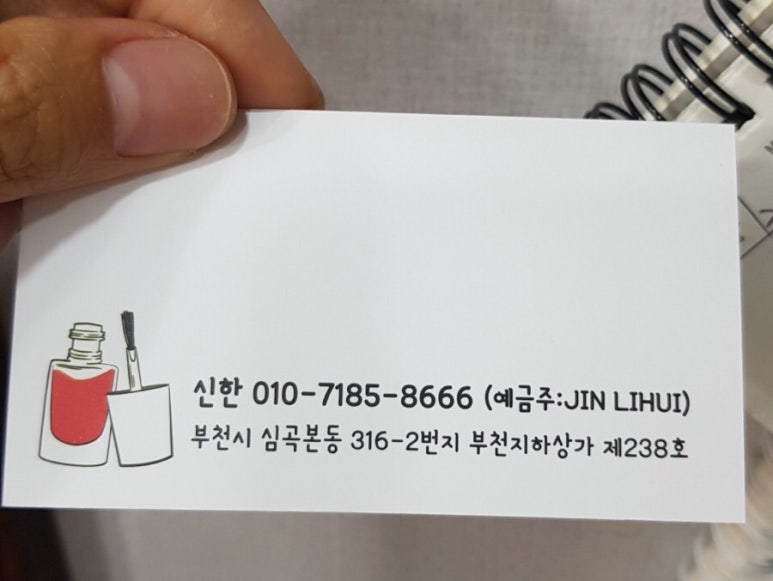 신한 010-7185-8666 (예금주:JIN LIHUI)
부천시 심곡본동 316-2번지 부천지하상가 제238호